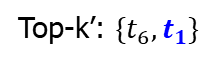 Top-k′: {t₆, t₁}